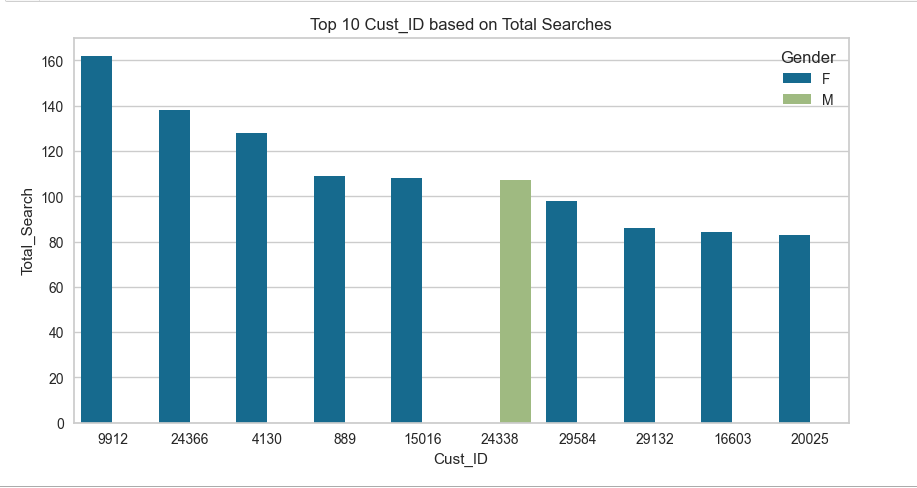 Top 10 Cust_ID based on Total Searches
Gender
F
M
160
140
120
100
80
60
40
20
0
Total_Search
9912 24366 4130 889 15016 24338 29584 29132 16603 20025
Cust_ID